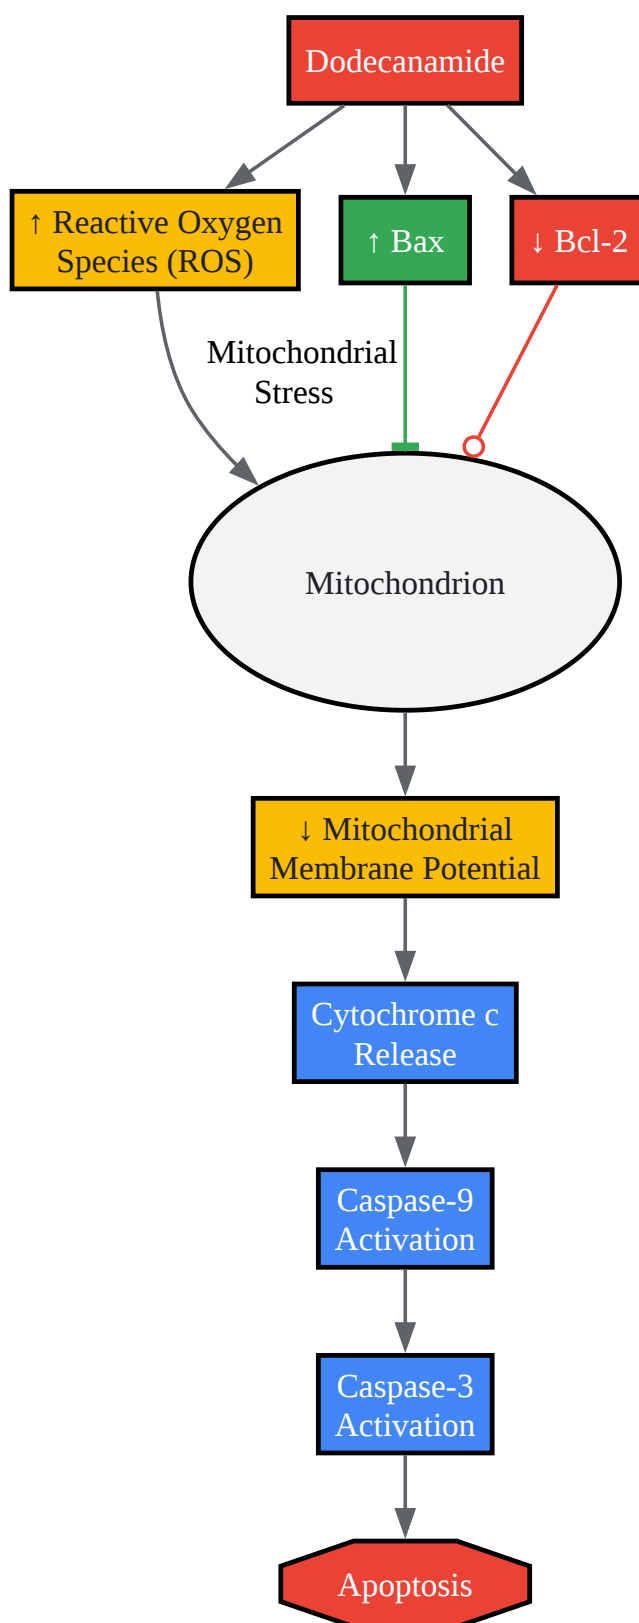 Dodecanamide
↑ Reactive Oxygen
Species (ROS)
↑ Bax
↓ Bcl-2
Mitochondrial
Stress
Mitochondrion
↓ Mitochondrial
Membrane Potential
Cytochrome c
Release
Caspase-9
Activation
Caspase-3
Activation
Apoptosis